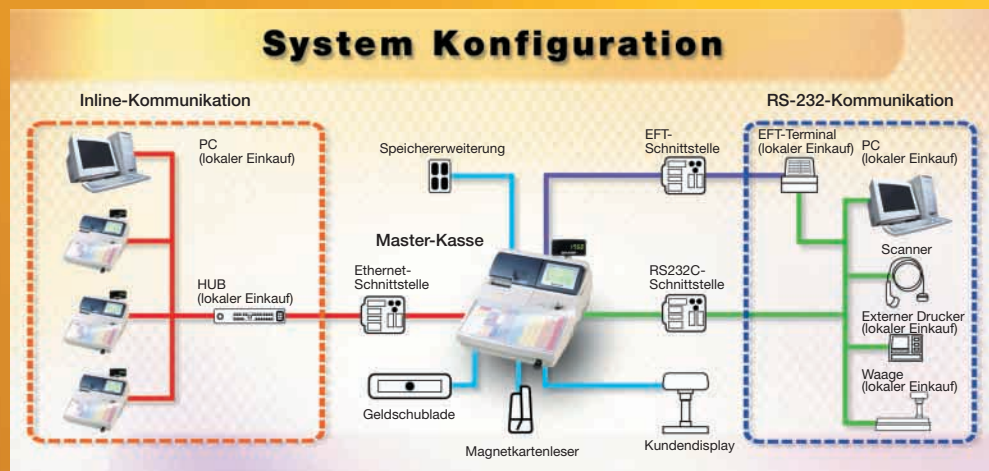 System Konfiguration
Inline-Kommunikation
PC
(lokaler Einkauf)
HUB
(lokaler Einkauf)
Speichererweiterung
Master-Kasse
Ethernet-
Schnittstelle
Geldschublade
Magnetkartenleser
Kundendisplay
EFT-
Schnittstelle
RS232C-
Schnittstelle
RS-232-Kommunikation
EFT-Terminal
(lokaler Einkauf)
PC
(lokaler Einkauf)
Scanner
Externer Drucker
(lokaler Einkauf)
Waage
(lokaler Einkauf)